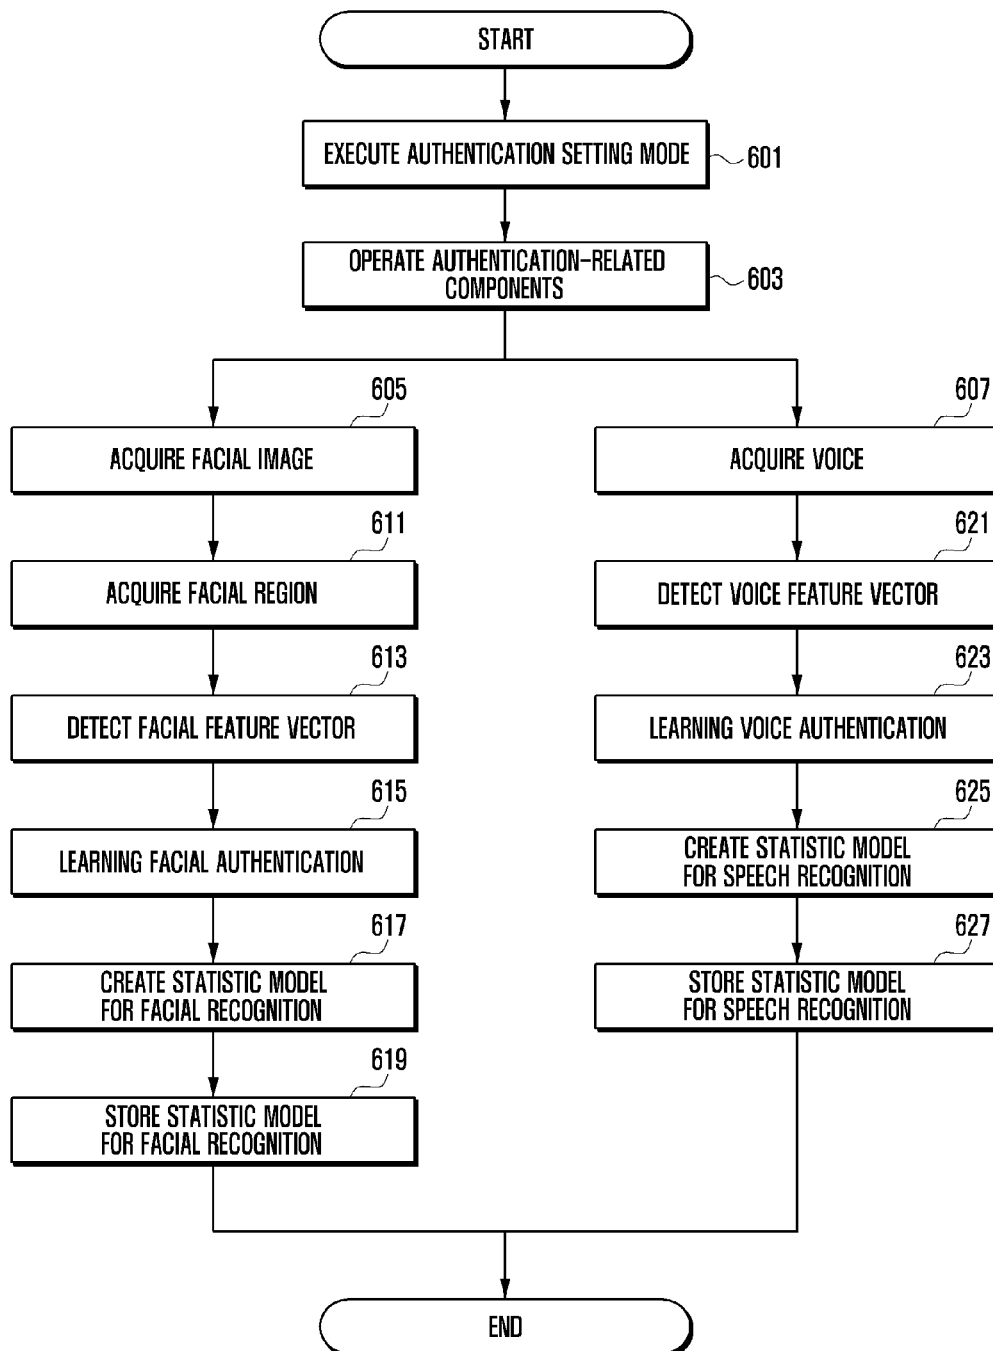 START
EXECUTE AUTHENTICATION SETTING MODE
601
OPERATE AUTHENTICATION-RELATED
COMPONENTS
603
605
ACQUIRE FACIAL IMAGE
611
ACQUIRE FACIAL REGION
613
DETECT FACIAL FEATURE VECTOR
615
LEARNING FACIAL AUTHENTICATION
617
CREATE STATISTIC MODEL
FOR FACIAL RECOGNITION
619
STORE STATISTIC MODEL
FOR FACIAL RECOGNITION
607
ACQUIRE VOICE
621
DETECT VOICE FEATURE VECTOR
623
LEARNING VOICE AUTHENTICATION
625
CREATE STATISTIC MODEL
FOR SPEECH RECOGNITION
627
STORE STATISTIC MODEL
FOR SPEECH RECOGNITION
END